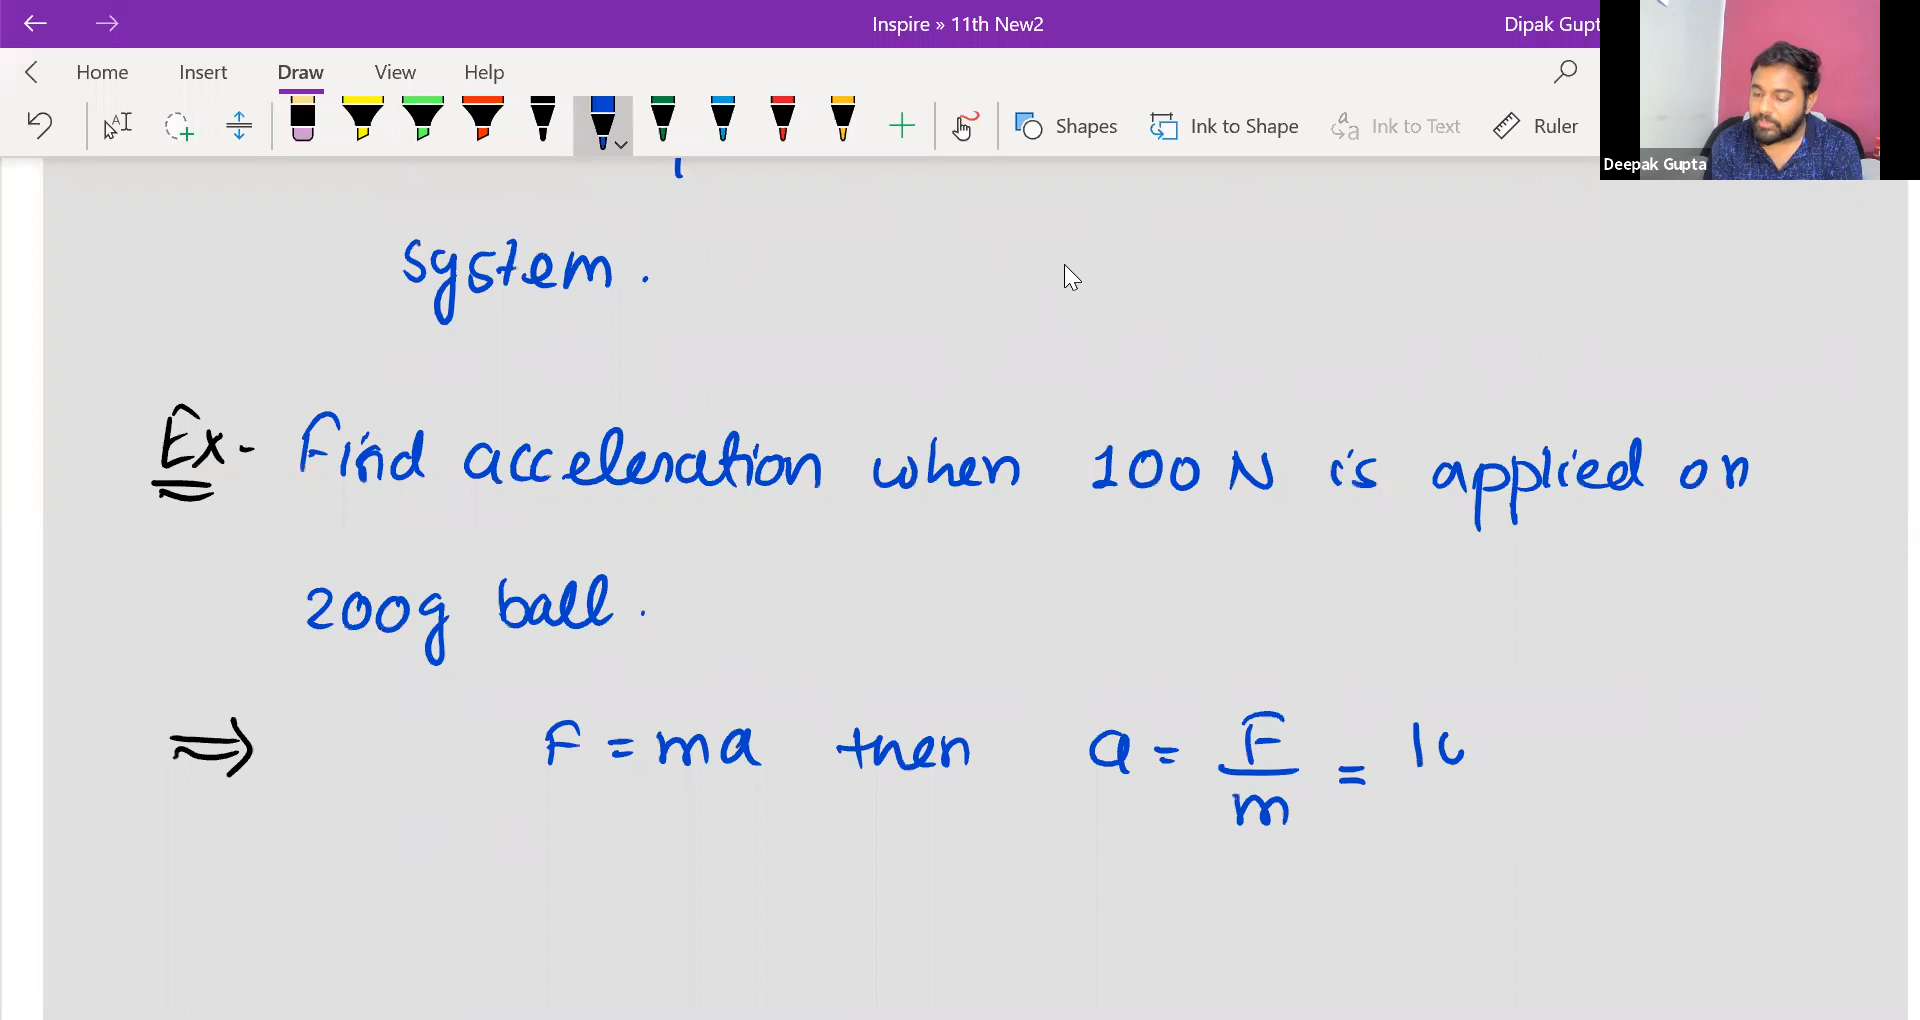 Inspire » 11th New2
Dipak Gupt
Home Insert Draw View Help
Shapes Ink to Shape Ink to Text Ruler
Deepak Gupta
system.
Ex- Find acceleration when 100 N is applied on
200g ball.
⇒ F = ma then a = F/m = 10